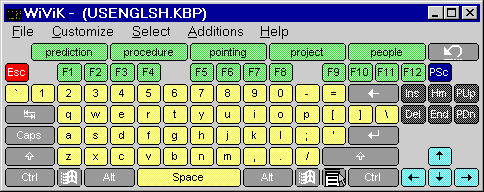 WiViK - (USENGLSH.KBP)
File Customize Select Additions Help
prediction procedure pointing project people
Esc F1 F2 F3 F4 F5 F6 F7 F8 F9 F10 F11 F12 PSc
` 1 2 3 4 5 6 7 8 9 0 - = Ins Hm PUp
q w e r t y u i o p [ ] \ Del End PDn
Caps a s d f g h j k l ; '
z x c v b n m , . /
Ctrl Alt Space Alt Ctrl